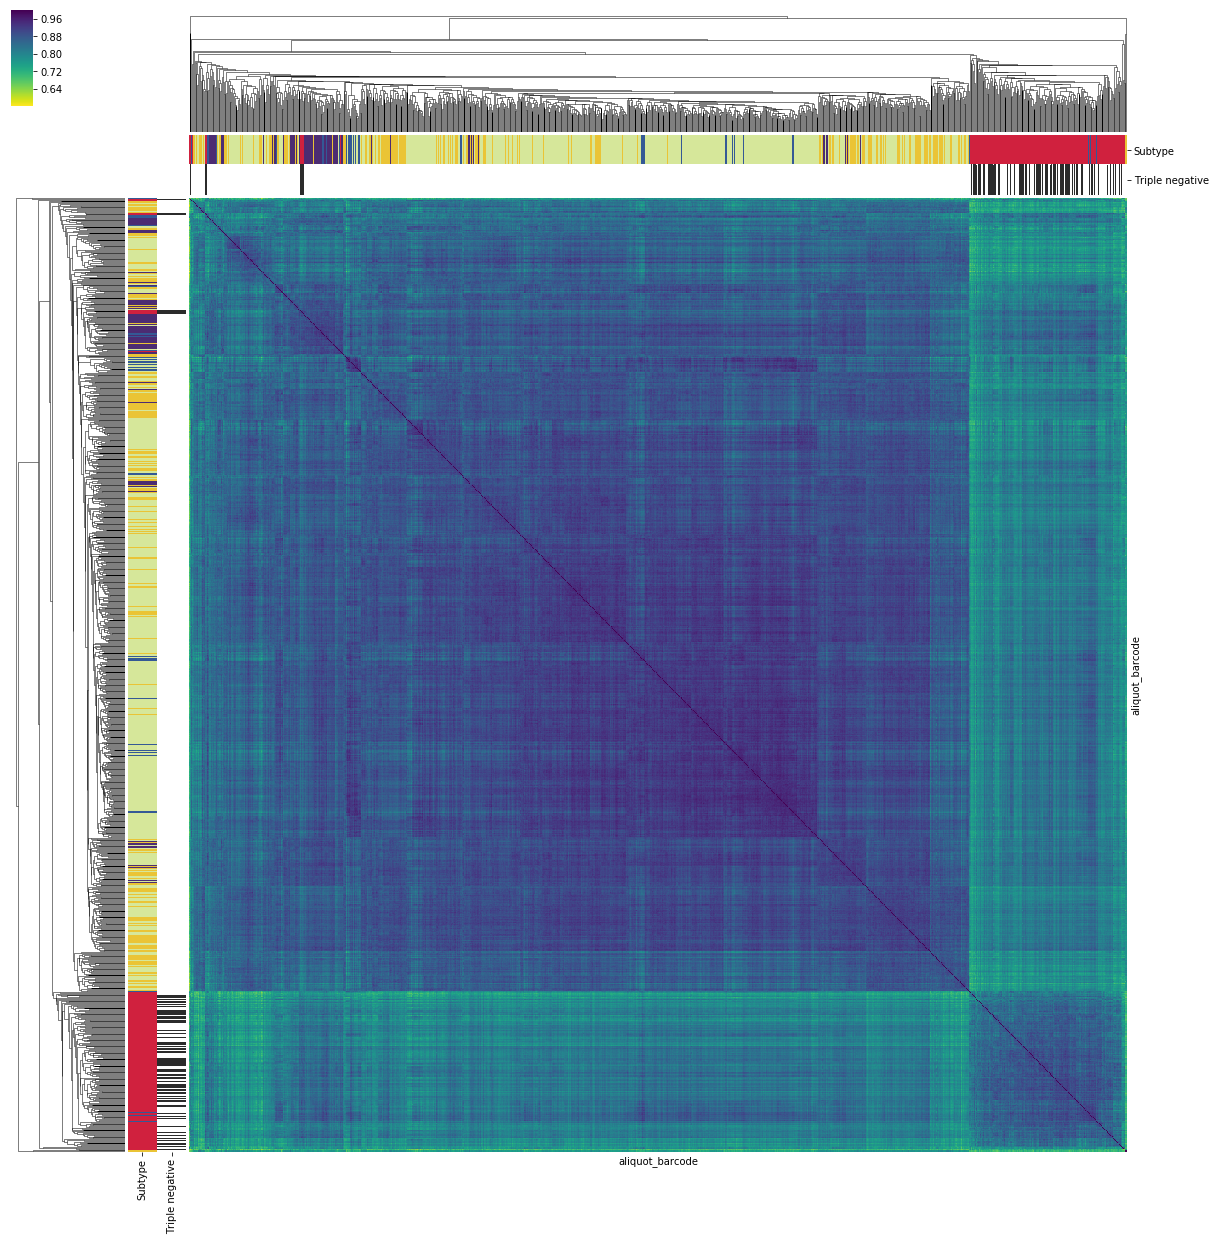 0.96
0.88
0.80
0.72
0.64
Subtype
Triple negative
aliquot_barcode
aliquot_barcode
Subtype
Triple negative